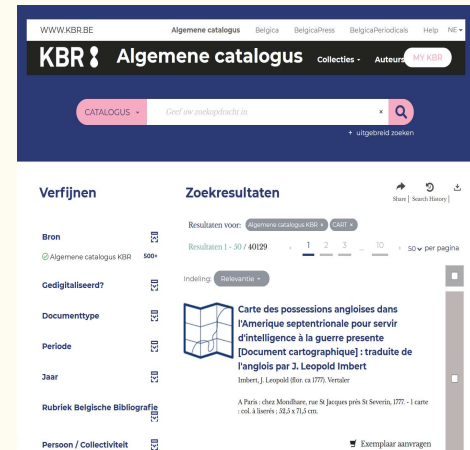 WWW.KBR.BE
Algemene catalogus Belgica BelgicaPress BelgicaPeriodicals Help NE
KBR Algemene catalogus Collecties Auteurs MY KBR
CATALOGUS Geef uw zoekopdracht in ×
+ uitgebreid zoeken
Verfijnen
Zoekresultaten
Share | Search History |
Resultaten voor: Algemene catalogus KBR × CART ×
Bron
Resultaten 1 - 50 / 40129
‹ 1 2 3 ... 10 › 50 per pagina
Algemene catalogus KBR 500+
Gedigitaliseerd?
Indeling: Relevantie
Documenttype
Periode
Jaar
Rubriek Belgische Bibliografie
Persoon / Collectiviteit
Carte des possessions angloises dans
l'Amerique septentrionale pour servir
d'intelligence à la guerre presente
[Document cartographique] : traduite de
l'anglois par J. Leopold Imbert
Imbert, J. Leopold (flor. ca 1777). Vertaler
A Paris : chez Mondhare, rue St Jacques près St Severin, 1777. - 1 carte
: col. à liserés ; 52,5 x 71,5 cm.
Exemplaar aanvragen